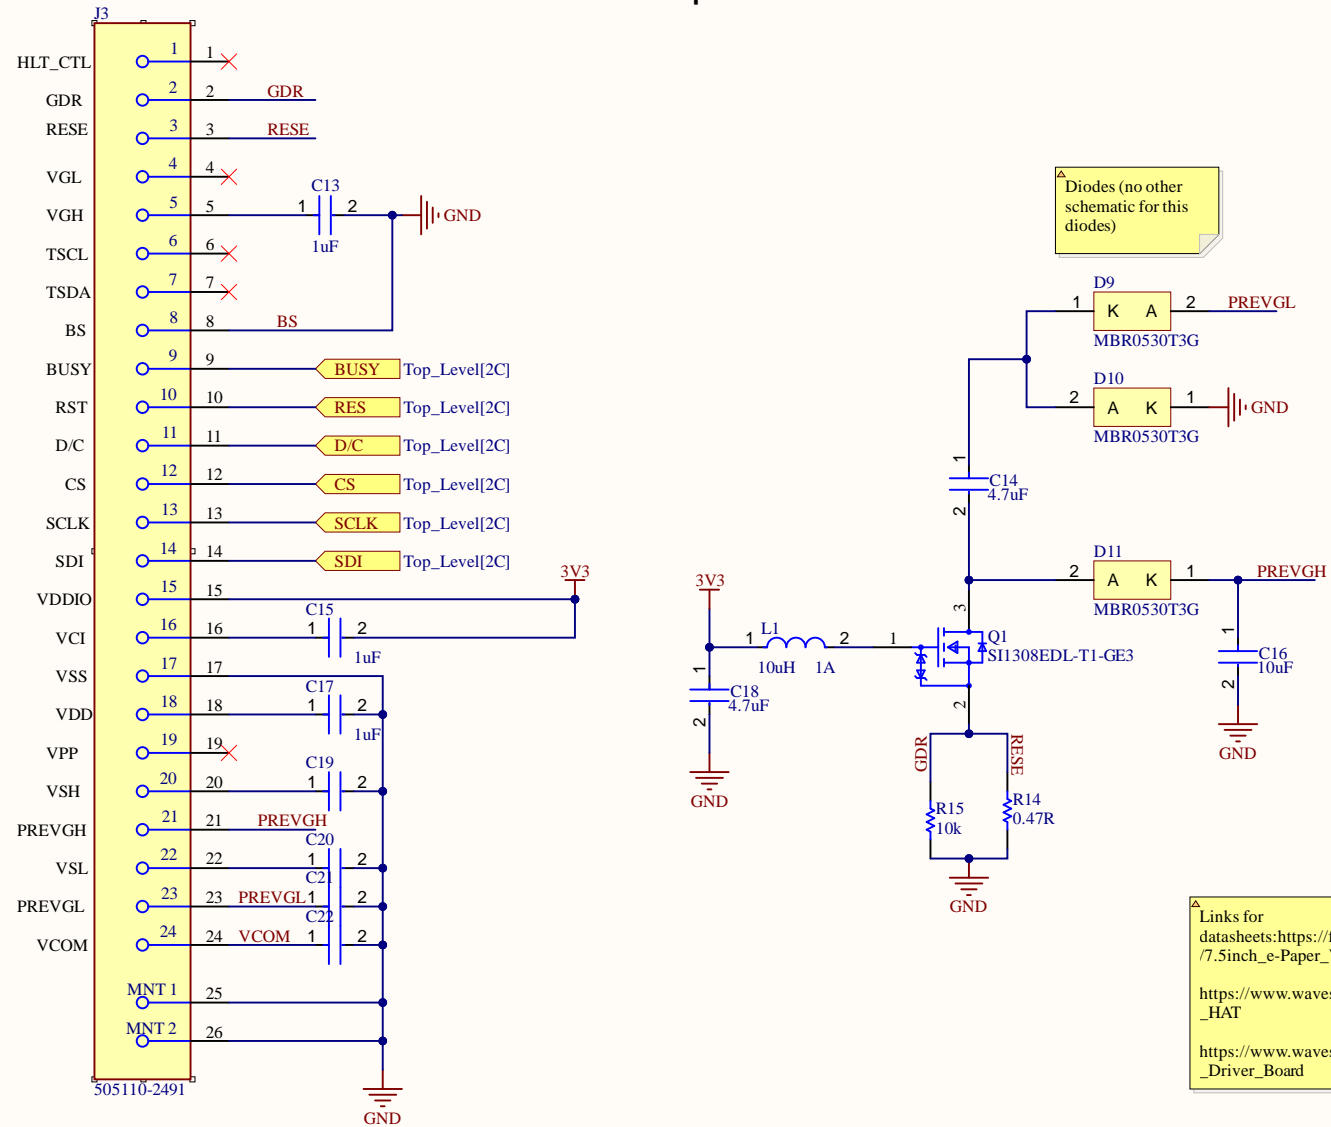 J3
HLT_CTL 1 1
GDR 2 2 GDR
RESE 3 3 RESE
VGL 4 4
VGH 5 5 1 C13 2 GND
1uF
TSCL 6 6
TSDA 7 7
BS 8 8 BS
BUSY 9 9 BUSY Top_Level[2C]
RST 10 10 RES Top_Level[2C]
D/C 11 11 D/C Top_Level[2C]
CS 12 12 CS Top_Level[2C]
SCLK 13 13 SCLK Top_Level[2C]
SDI 14 14 SDI Top_Level[2C]
3V3
VDDIO 15 15
VCI 16 16 1 C15 2
1uF
VSS 17 17
VDD 18 18 1 C17 2
1uF
VPP 19 19
VSH 20 20 1 C19 2
PREVGH 21 21 PREVGH
VSL 22 22 1 C20 2
PREVGL 23 23 PREVGL 1 C21 2
VCOM 24 24 VCOM 1 C22 2
MNT 1 25
MNT 2 26
505110-2491
GND
Diodes (no other
schematic for this
diodes)
D9
1 K A 2 PREVGL
MBR0530T3G
D10
2 A K 1 GND
MBR0530T3G
1
C14
4.7uF
2
D11
2 A K 1 PREVGH
MBR0530T3G
3V3
1 L1 2 1
10uH 1A
3
Q1
SI1308EDL-T1-GE3
2
1
C18
4.7uF
2
GND
1
C16
10uF
2
GND
GDR
RESE
R15
10k
R14
0.47R
GND
Links for
datasheets:https://f
/7.5inch_e-Paper_
https://www.waves
_HAT
https://www.waves
_Driver_Board